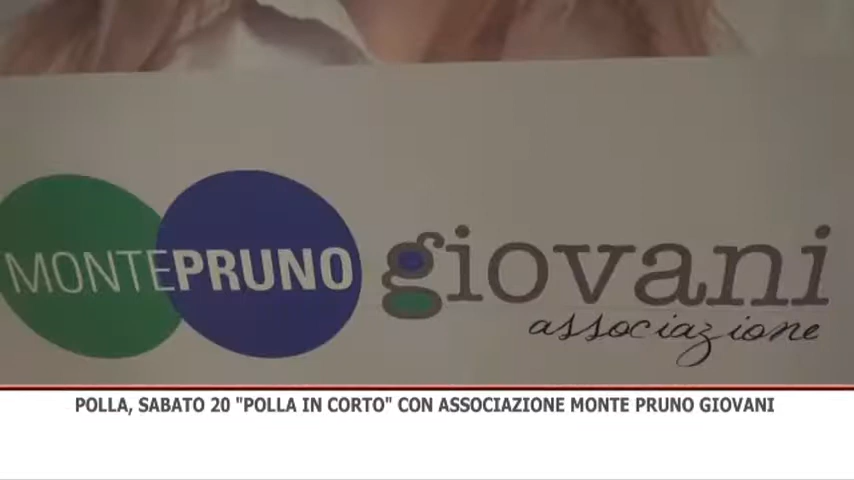 MONTEPRUNO giovani
associazione
POLLA, SABATO 20 "POLLA IN CORTO" CON ASSOCIAZIONE MONTE PRUNO GIOVANI